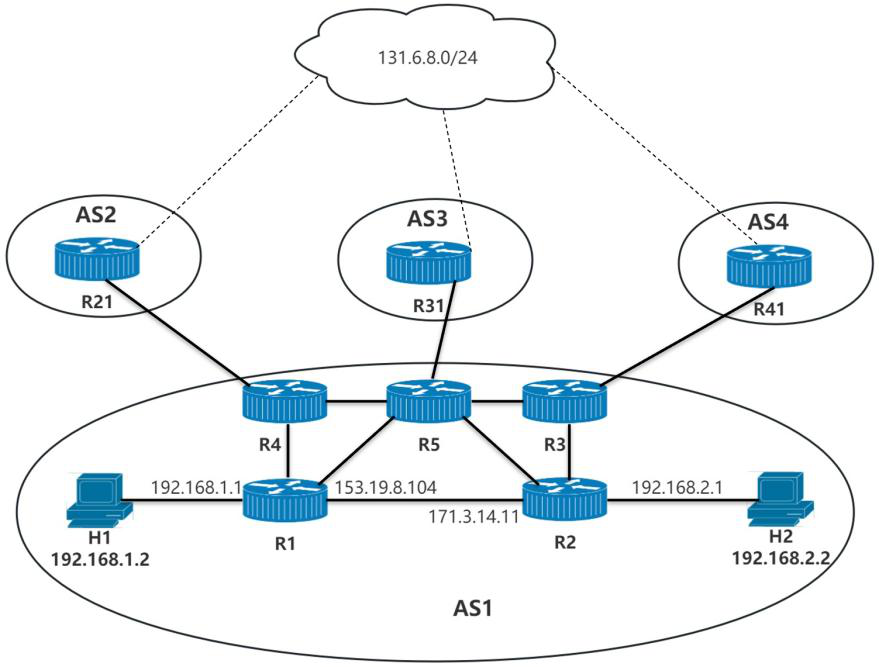 131.6.8.0/24
AS2
AS3
AS4
R21
R31
R41
R4
R5
R3
192.168.1.1
153.19.8.104
192.168.2.1
171.3.14.11
H1
R1
R2
H2
192.168.1.2
192.168.2.2
AS1